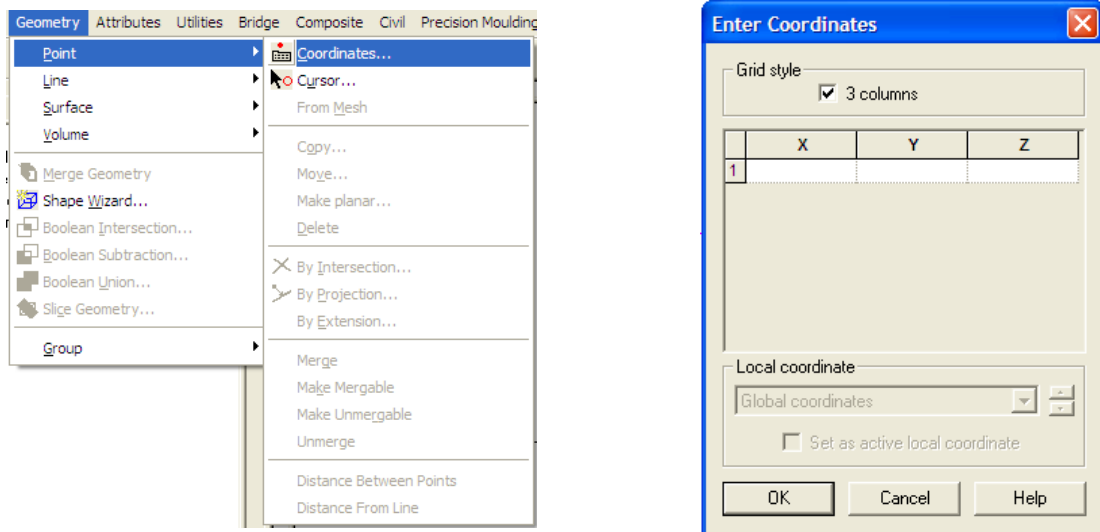 Geometry Attributes Utilities Bridge Composite Civil Precision Moulding
Point
Line
Surface
Volume
Merge Geometry
Shape Wizard...
Boolean Intersection...
Boolean Subtraction...
Boolean Union...
Slice Geometry...
Group
Coordinates...
Cursor...
From Mesh
Copy...
Move...
Make planar...
Delete
By Intersection...
By Projection...
By Extension...
Merge
Make Mergable
Make Unmergable
Unmerge
Distance Between Points
Distance From Line
Enter Coordinates
Grid style
3 columns
X Y Z
1
Local coordinate
Global coordinates
Set as active local coordinate
OK Cancel Help